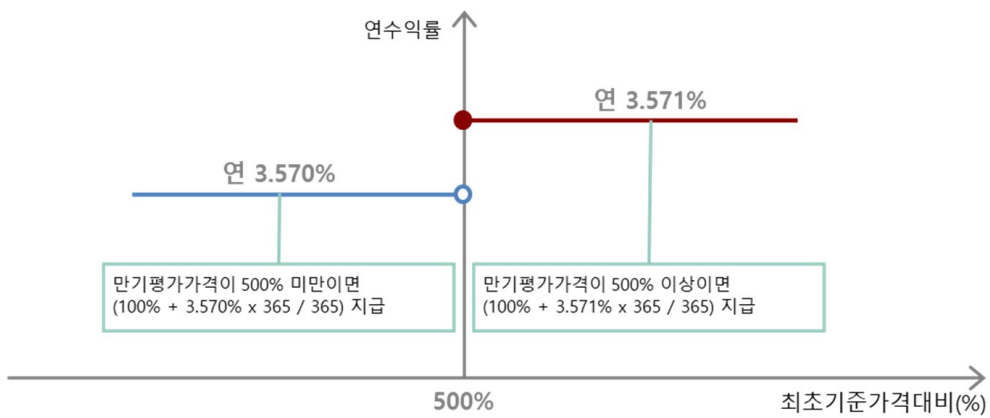 연수익률
연 3.571%
연 3.570%
만기평가가격이 500% 미만이면
(100% + 3.570% x 365 / 365) 지급
만기평가가격이 500% 이상이면
(100% + 3.571% x 365 / 365) 지급
500%
최초기준가격대비(%)